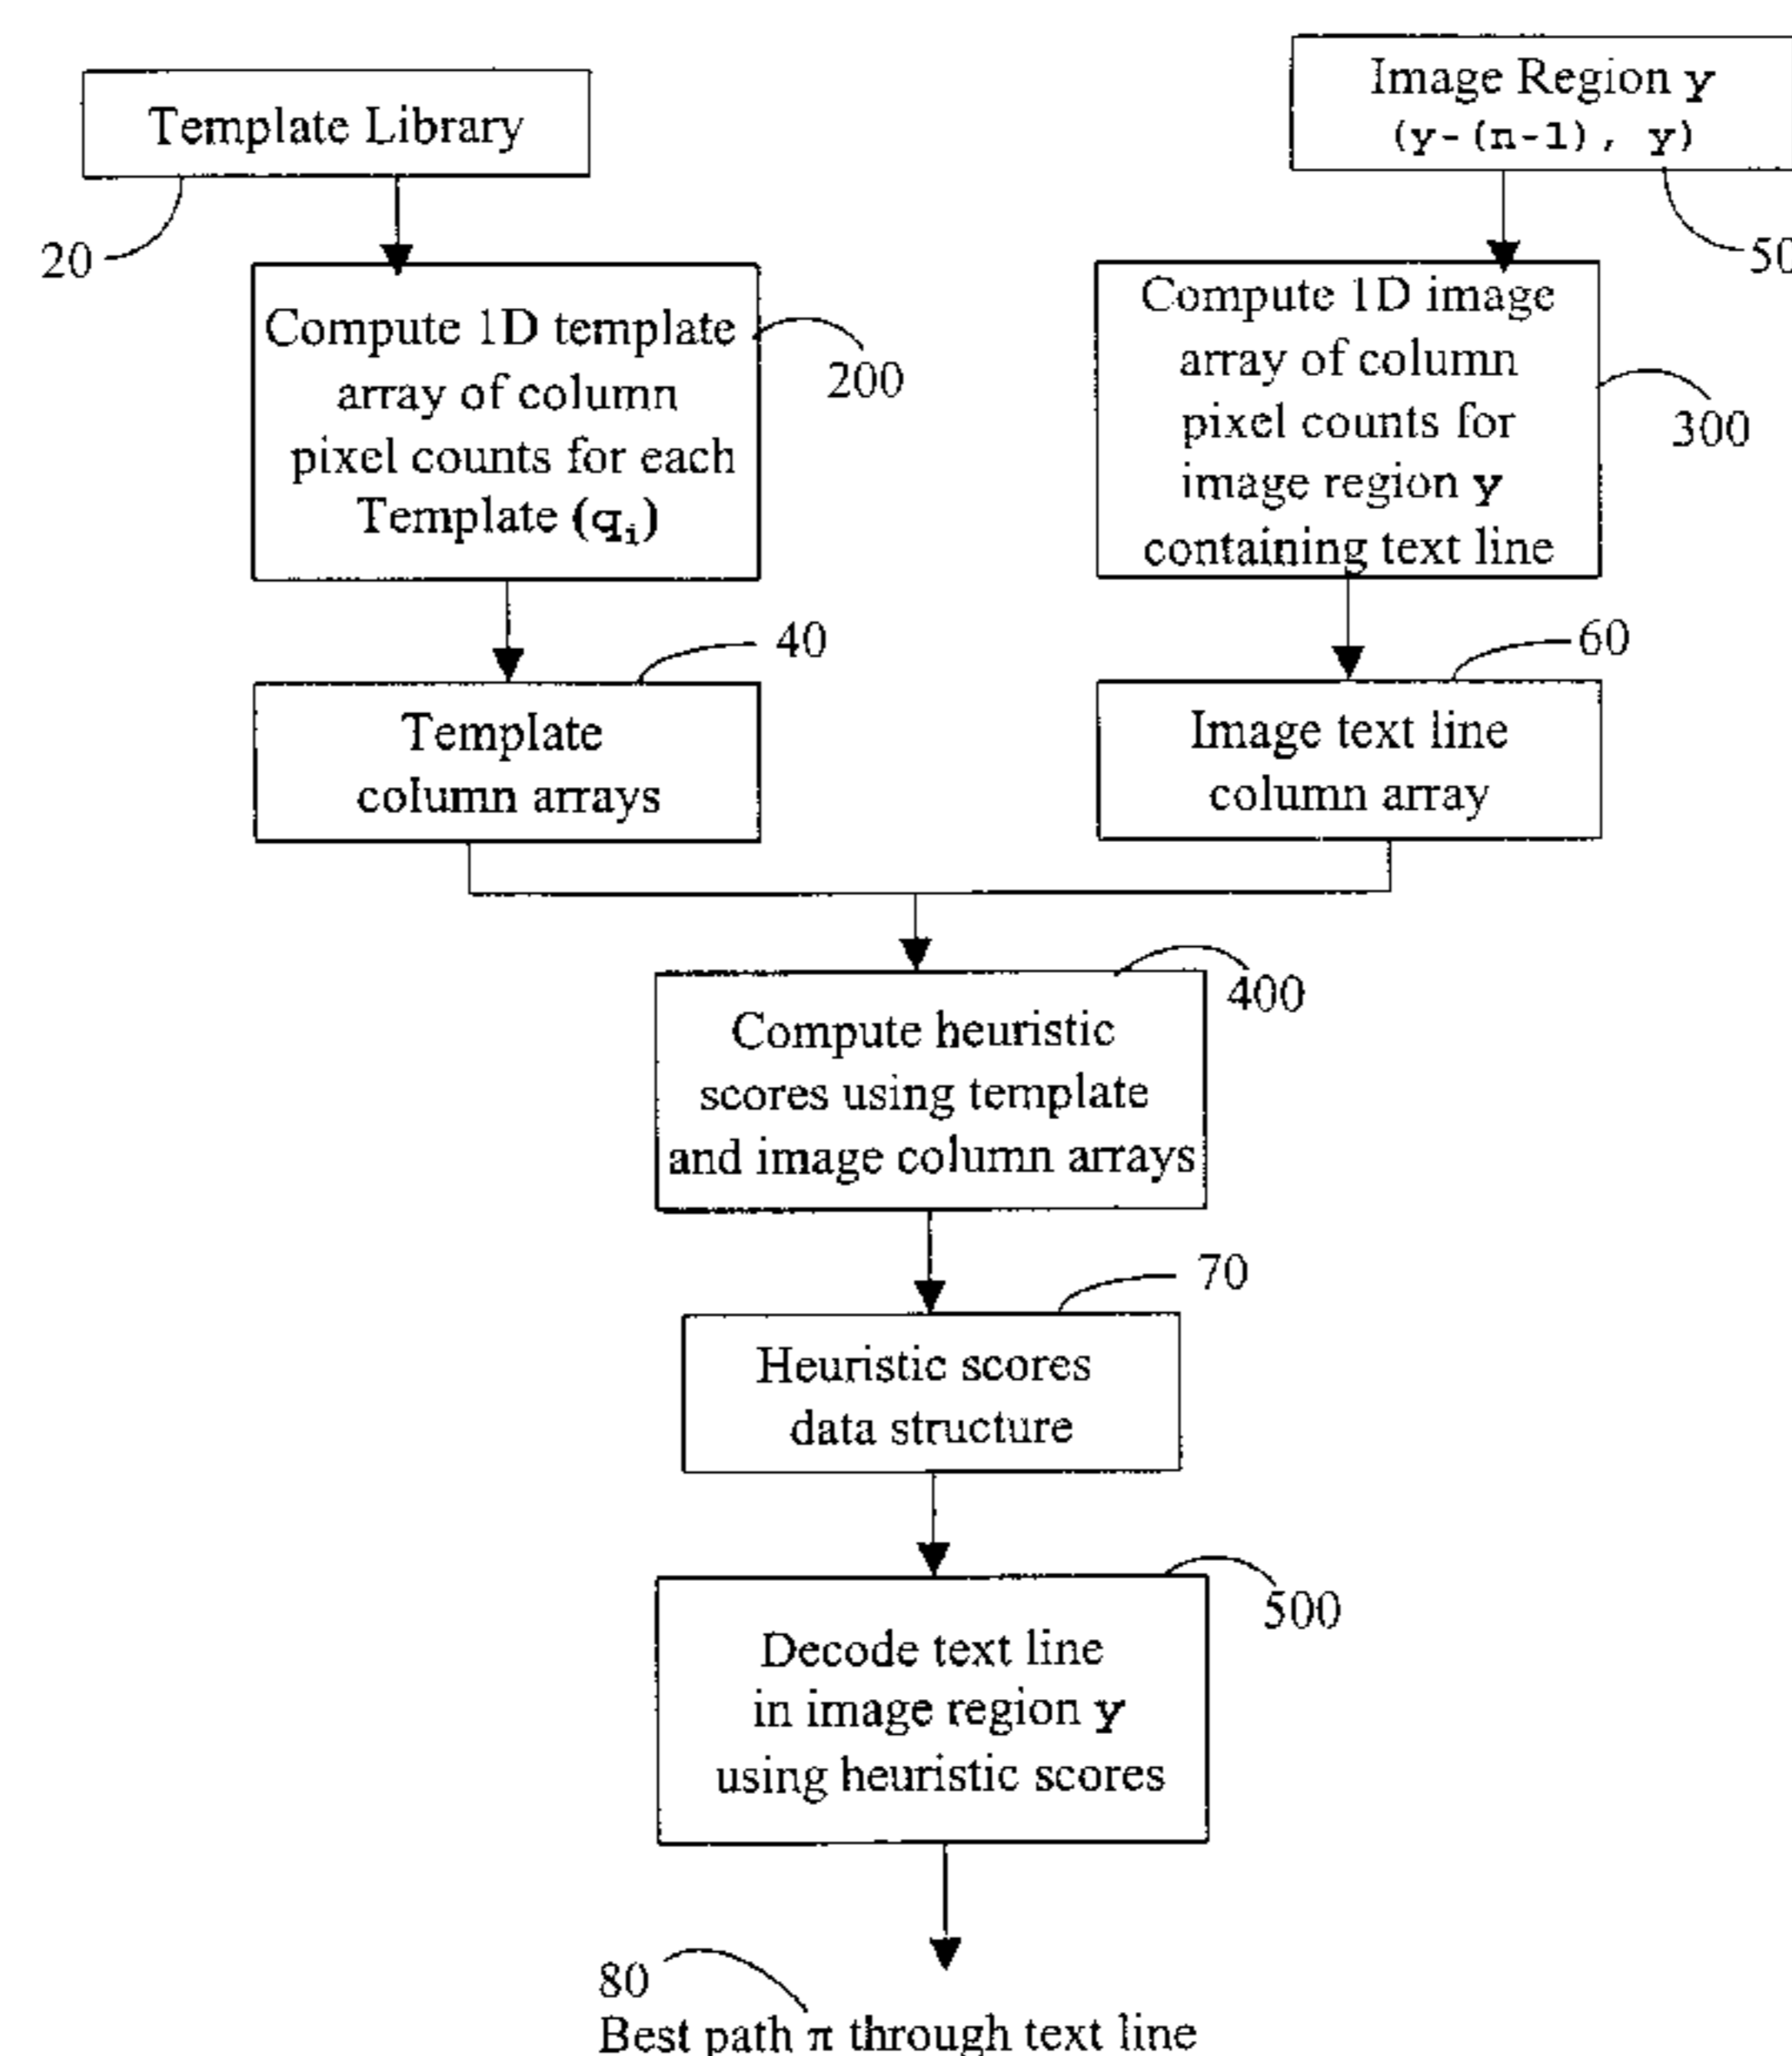 Template Library
20
Image Region y
(y-(n-1), y)
50
Compute 1D template
array of column
pixel counts for each
Template (qi)
200
Compute 1D image
array of column
pixel counts for
image region y
containing text line
300
40
Template
column arrays
60
Image text line
column array
400
Compute heuristic
scores using template
and image column arrays
70
Heuristic scores
data structure
500
Decode text line
in image region y
using heuristic scores
80
Best path π through text line